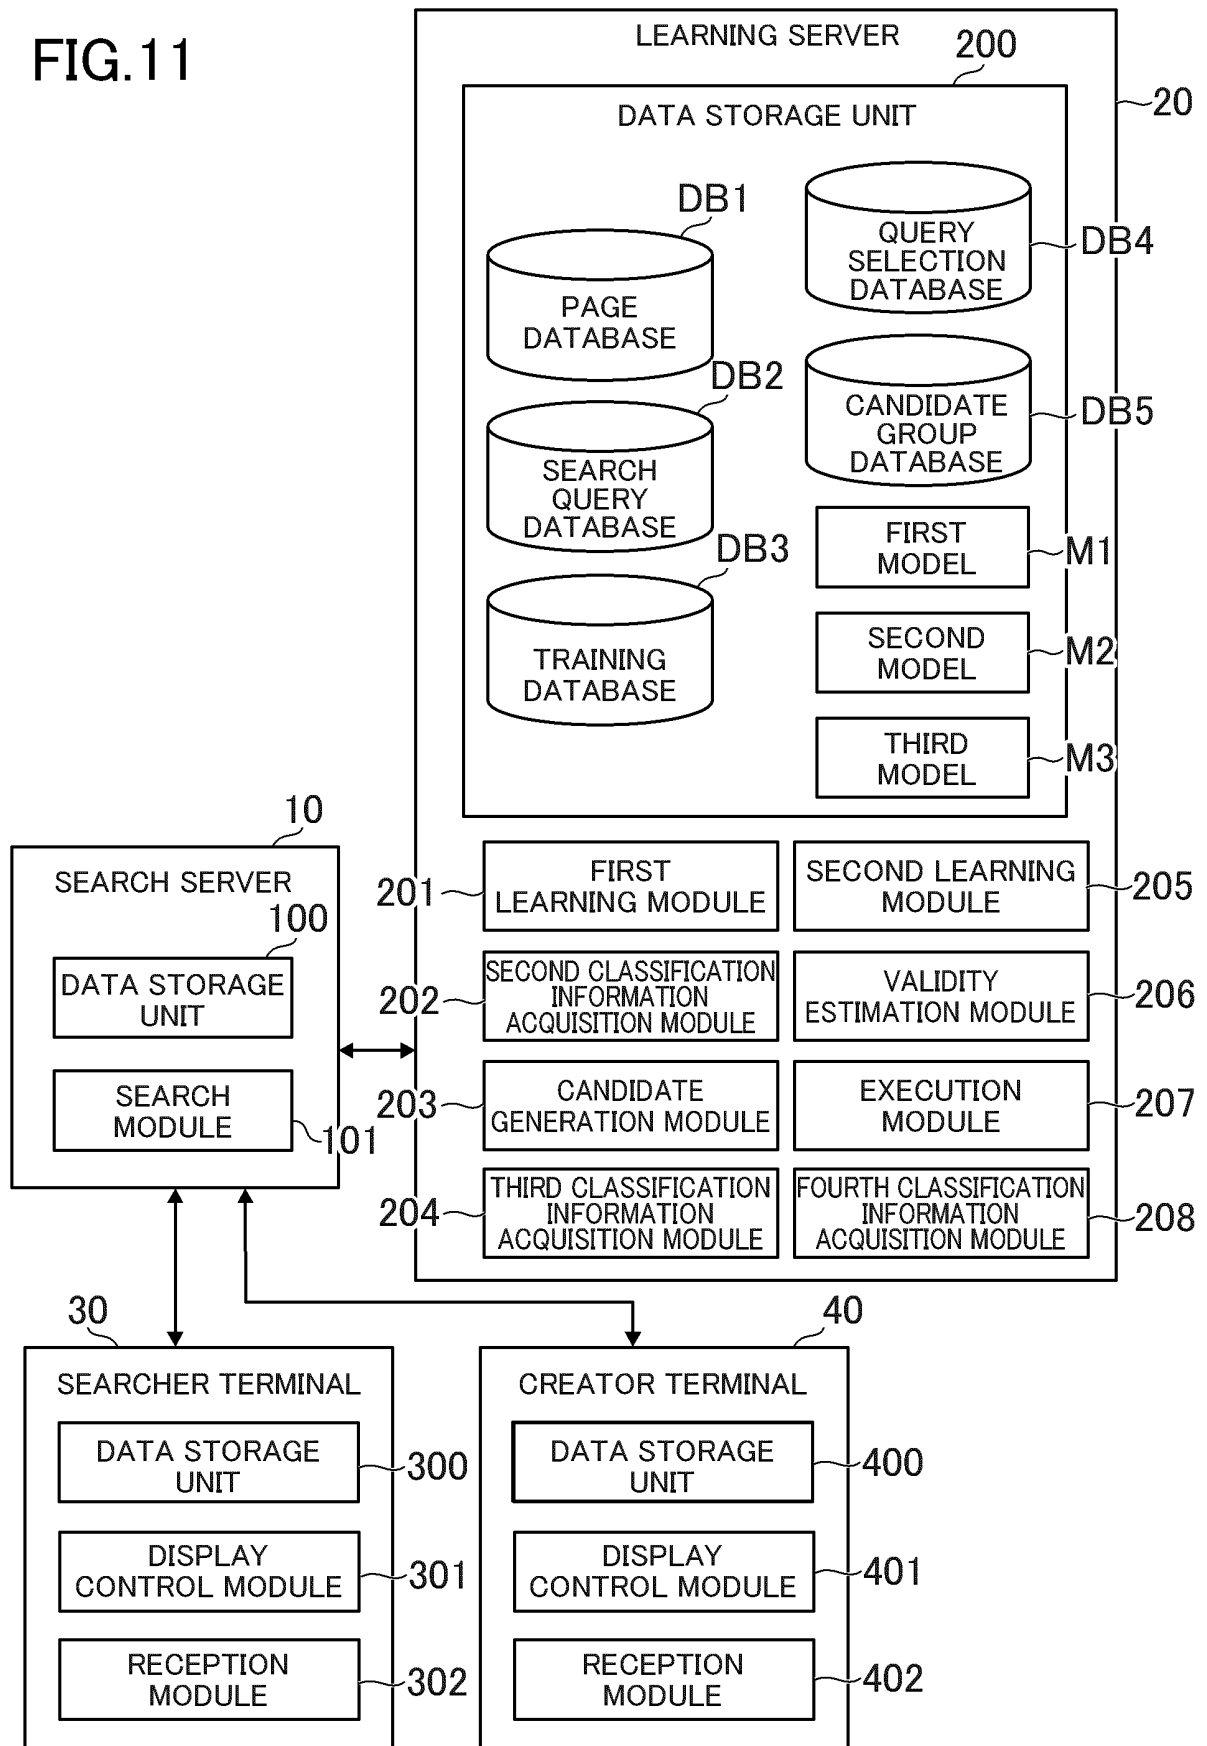 FIG.11
LEARNING SERVER
200
20
DATA STORAGE UNIT
DB1
PAGE
DATABASE
DB2
SEARCH
QUERY
DATABASE
DB3
TRAINING
DATABASE
QUERY
SELECTION
DATABASE
DB4
CANDIDATE
GROUP
DATABASE
DB5
FIRST
MODEL
M1
SECOND
MODEL
M2
THIRD
MODEL
M3
201
FIRST
LEARNING MODULE
SECOND LEARNING
MODULE
205
202
SECOND CLASSIFICATION
INFORMATION
ACQUISITION MODULE
VALIDITY
ESTIMATION MODULE
206
203
CANDIDATE
GENERATION MODULE
EXECUTION
MODULE
207
204
THIRD CLASSIFICATION
INFORMATION
ACQUISITION MODULE
FOURTH CLASSIFICATION
INFORMATION
ACQUISITION MODULE
208
10
SEARCH SERVER
100
DATA STORAGE
UNIT
SEARCH
MODULE
101
30
SEARCHER TERMINAL
DATA STORAGE
UNIT
300
DISPLAY
CONTROL MODULE
301
RECEPTION
MODULE
302
40
CREATOR TERMINAL
DATA STORAGE
UNIT
400
DISPLAY
CONTROL MODULE
401
RECEPTION
MODULE
402